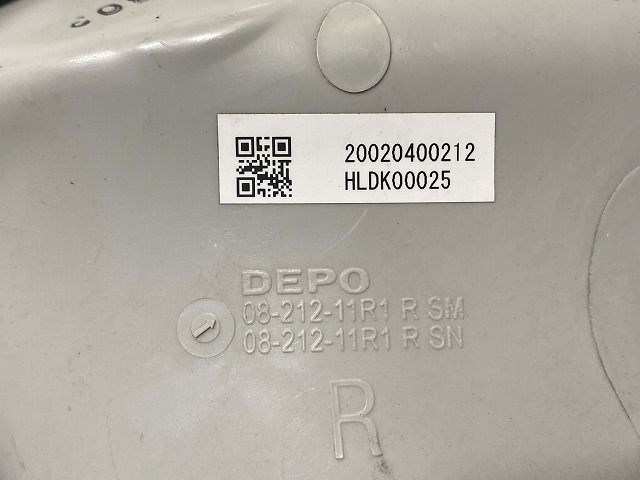 20020400212
HLDK00025
DEPO
08-212-11R1 R SM
08-212-11R1 R SN
R